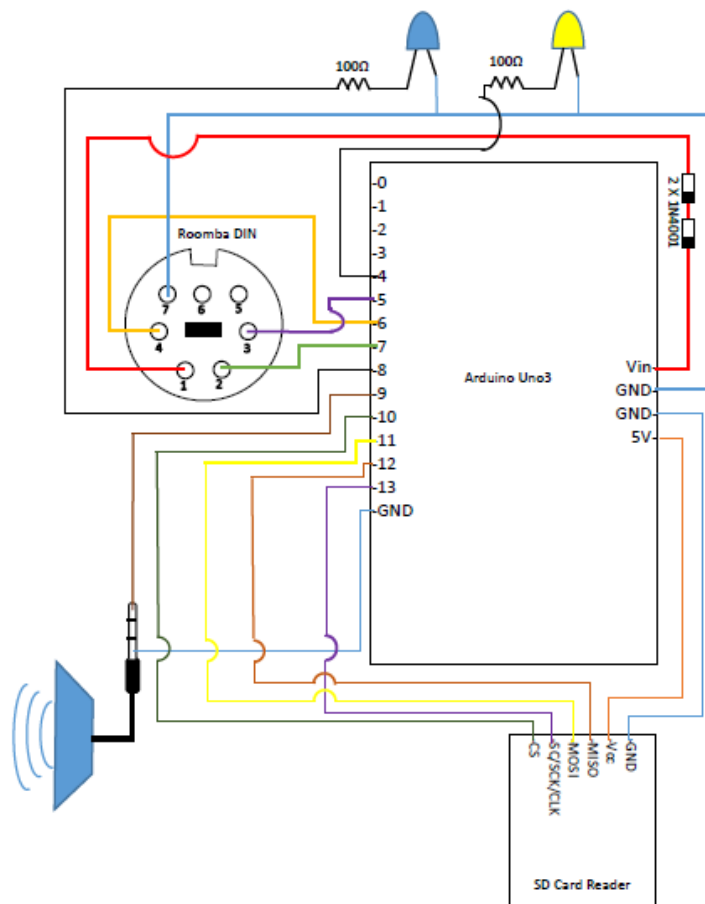 100Ω
100Ω
2 X 1N4001
Roomba DIN
7
6
5
4
3
1
2
-0
-1
-2
-3
-4
-5
-6
-7
-8
-9
-10
-11
-12
-13
-GND
Arduino Uno3
Vin
GND
GND
5V
CS
SQ/SCK/CLK
MOSI
MISO
Vcc
GND
SD Card Reader